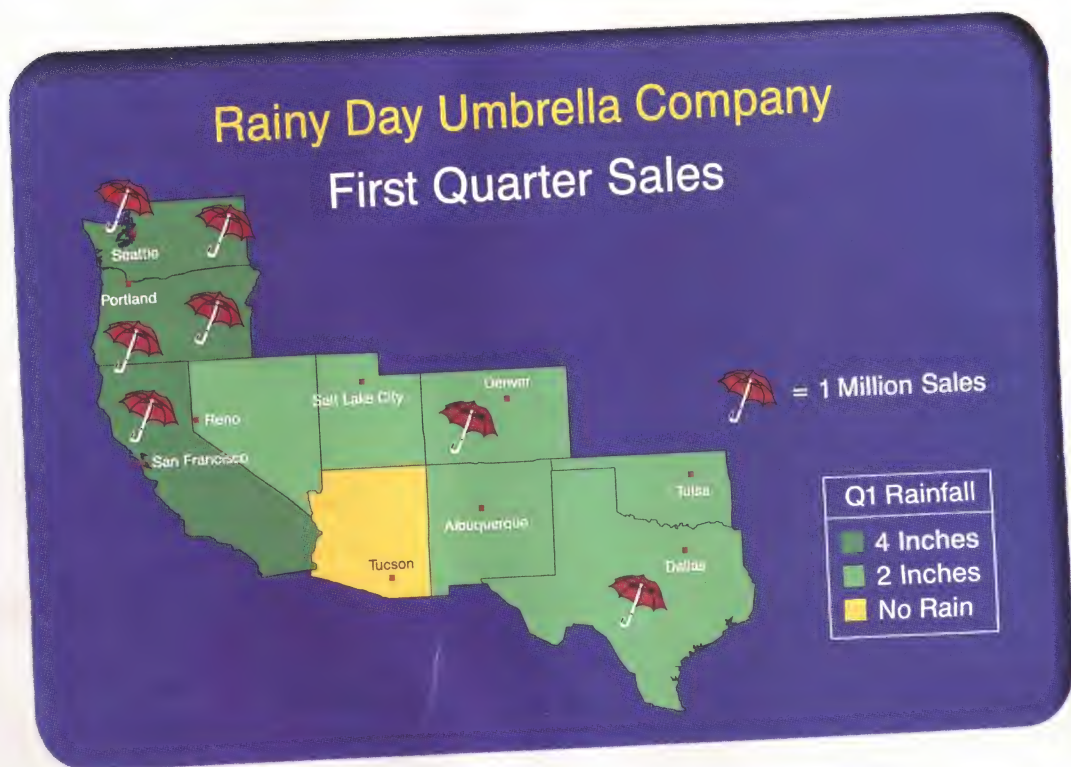 Rainy Day Umbrella Company
First Quarter Sales
Seattle
Portland
Denver
Salt Lake City
= 1 Million Sales
Reno
San Francisco
Tulsa
Q1 Rainfall
Albuquerque
4 Inches
Tucson
Dallas
2 Inches
No Rain